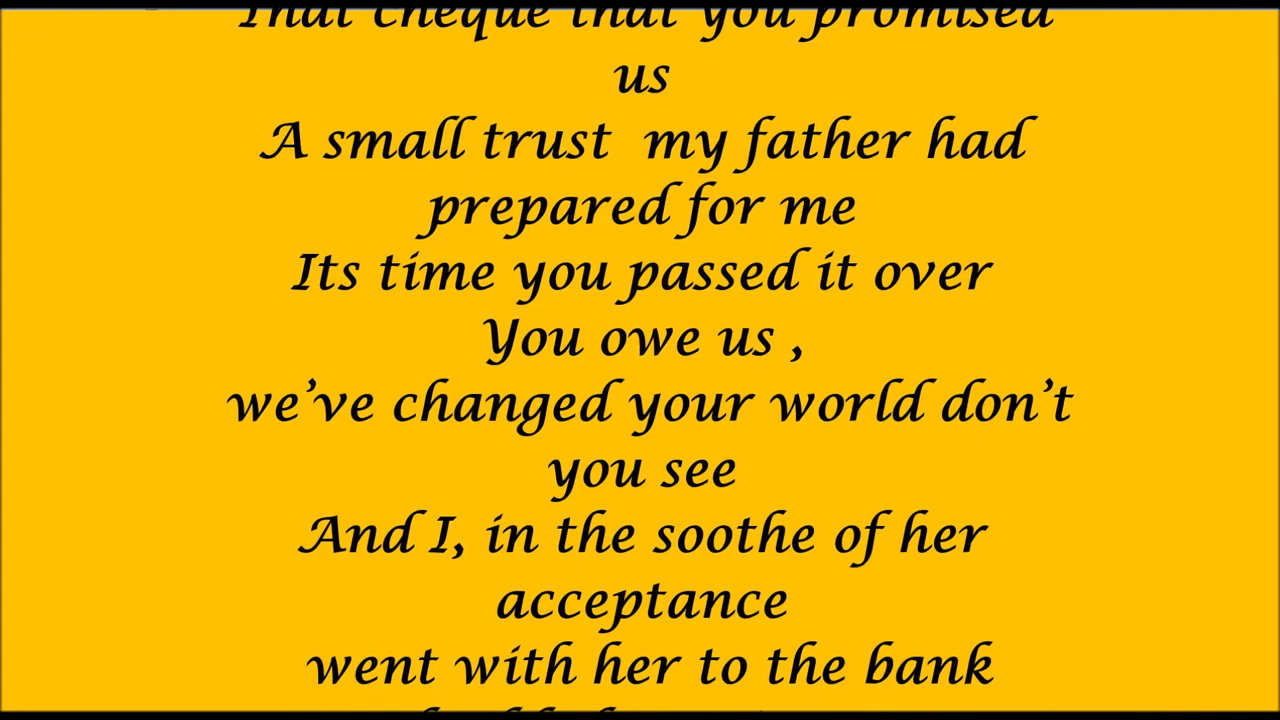 That cheque that you promised
us
A small trust  my father had
prepared for me
Its time you passed it over
You owe us ,
we’ve changed your world don’t
you see
And I, in the soothe of her
acceptance
went with her to the bank